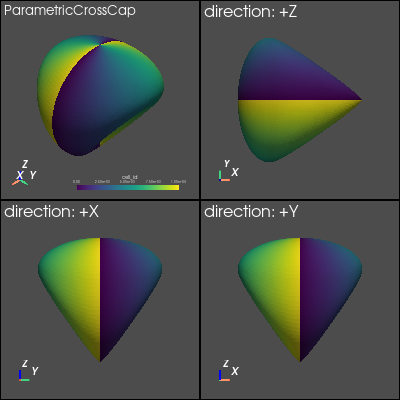 ParametricCrossCap
direction: +Z
Z
X Y
cell_id
Y
X
direction: +X
direction: +Y
Z
Y
Z
X